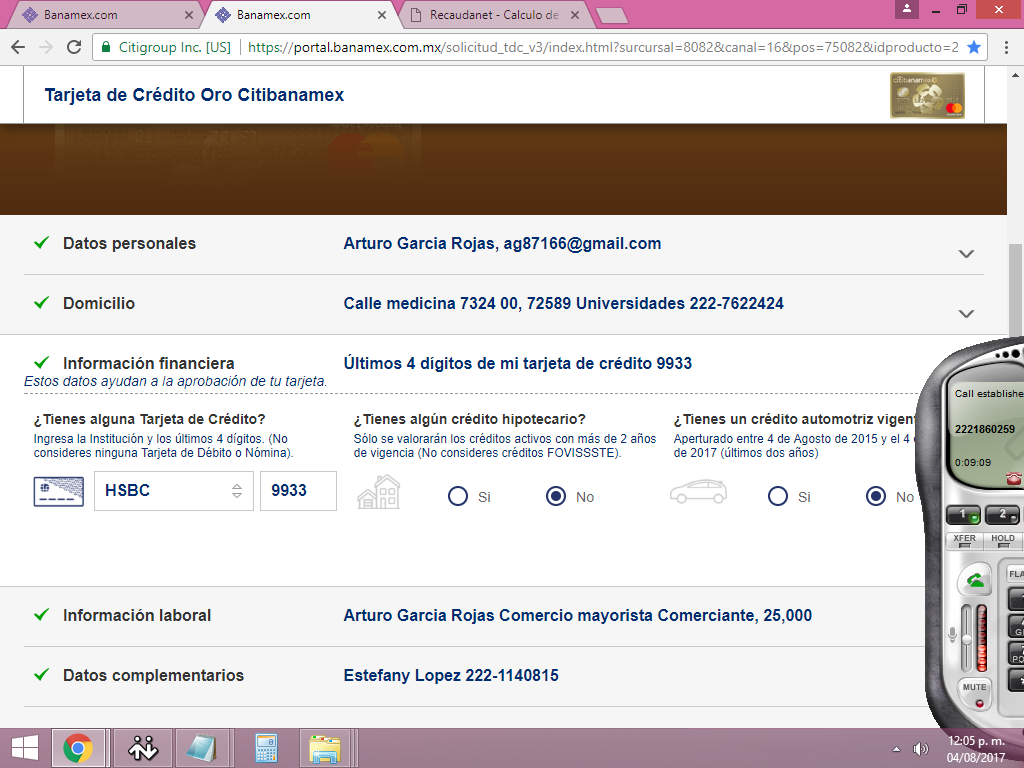 Banamex.com
Banamex.com
Recaudanet - Calculo de
Citigroup Inc. [US] https://portal.banamex.com.mx/solicitud_tdc_v3/index.html?sursucal=8082&canal=16&pos=75082&idproducto=2
Tarjeta de Crédito Oro Citibanamex
Datos personales Arturo Garcia Rojas, ag87166@gmail.com
Domicilio Calle medicina 7324 00, 72589 Universidades 222-7622424
Información financiera Últimos 4 dígitos de mi tarjeta de crédito 9933
Estos datos ayudan a la aprobación de tu tarjeta.
¿Tienes alguna Tarjeta de Crédito? ¿Tienes algún crédito hipotecario? ¿Tienes un crédito automotriz vigen
Ingresa la Institución y los últimos 4 dígitos. (No Sólo se valorarán los créditos activos con más de 2 años Aperturado entre 4 de Agosto de 2015 y el 4
consideres ninguna Tarjeta de Débito o Nómina). de vigencia (No consideres créditos FOVISSSTE). de 2017 (últimos dos años)
HSBC 9933 Si No Si No
Información laboral Arturo Garcia Rojas Comercio mayorista Comerciante, 25,000
Datos complementarios Estefany Lopez 222-1140815
Call establishe
2221860259
0:09:09
1 2
XFER HOLD
FLA
MUTE
12:05 p. m.
04/08/2017